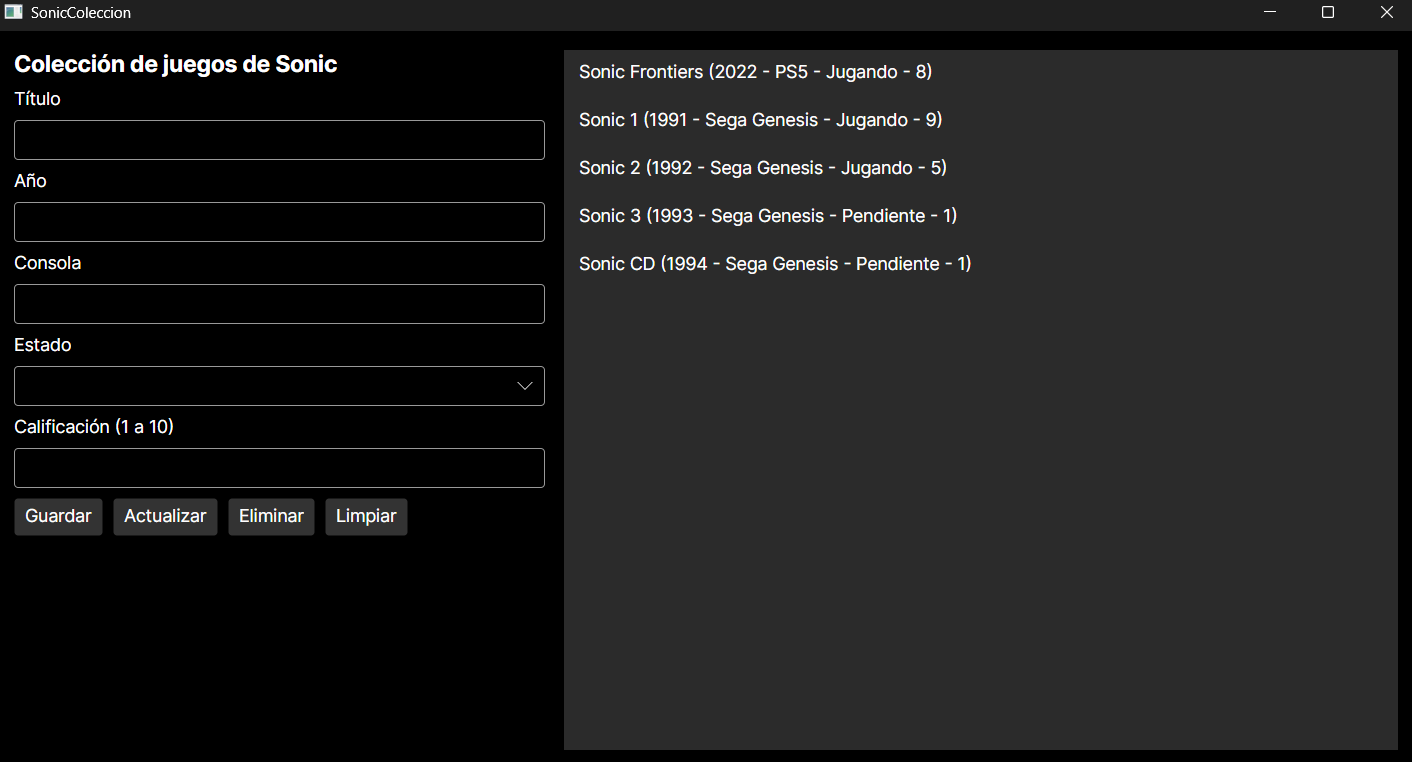 SonicColeccion
Colección de juegos de Sonic
Título
Año
Consola
Estado
Calificación (1 a 10)
Guardar Actualizar Eliminar Limpiar
Sonic Frontiers (2022 - PS5 - Jugando - 8)
Sonic 1 (1991 - Sega Genesis - Jugando - 9)
Sonic 2 (1992 - Sega Genesis - Jugando - 5)
Sonic 3 (1993 - Sega Genesis - Pendiente - 1)
Sonic CD (1994 - Sega Genesis - Pendiente - 1)